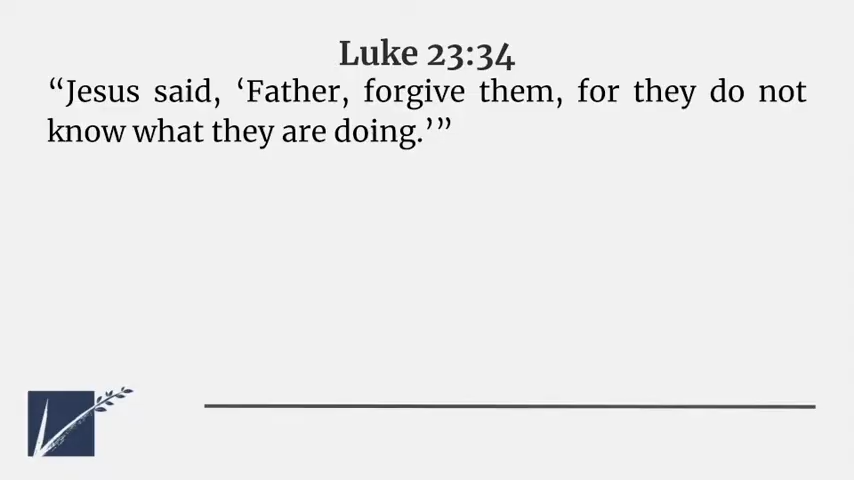 Luke 23:34
“Jesus said, ‘Father, forgive them, for they do not
know what they are doing.’”